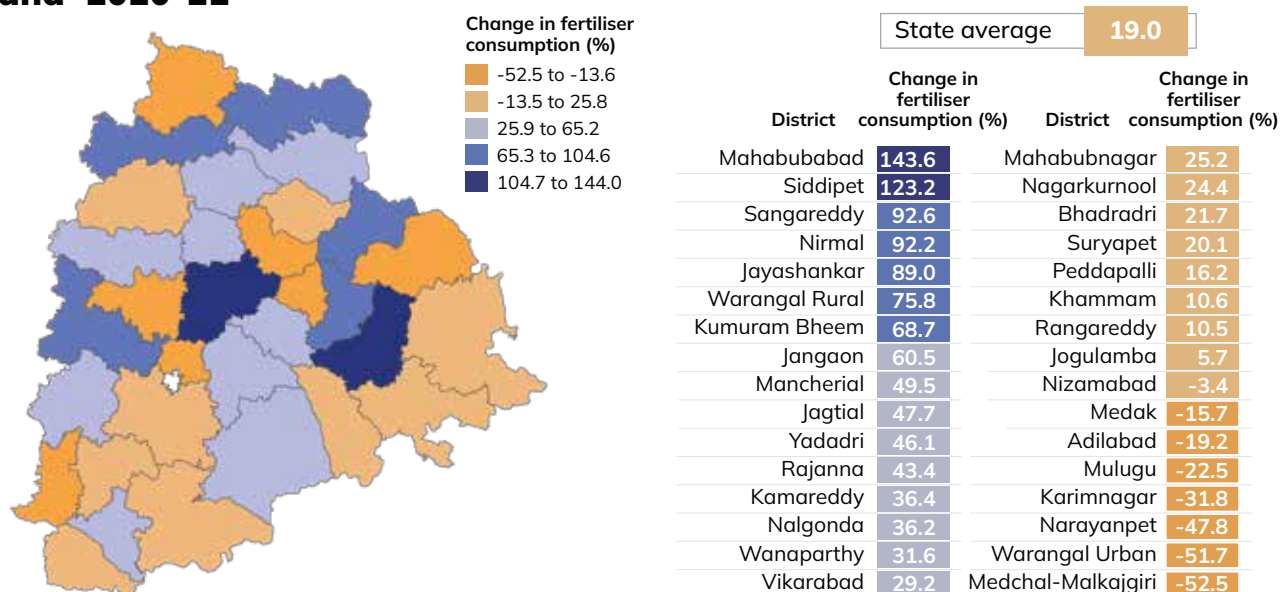 Change in fertiliser
consumption (%)
-52.5 to -13.6
-13.5 to 25.8
25.9 to 65.2
65.3 to 104.6
104.7 to 144.0
State average 19.0
District Change in fertiliser consumption (%) District Change in fertiliser consumption (%)
Mahabubabad 143.6 Mahabubnagar 25.2
Siddipet 123.2 Nagarkurnool 24.4
Sangareddy 92.6 Bhadradri 21.7
Nirmal 92.2 Suryapet 20.1
Jayashankar 89.0 Peddapalli 16.2
Warangal Rural 75.8 Khammam 10.6
Kumuram Bheem 68.7 Rangareddy 10.5
Jangaon 60.5 Jogulamba 5.7
Mancherial 49.5 Nizamabad -3.4
Jagtial 47.7 Medak -15.7
Yadadri 46.1 Adilabad -19.2
Rajanna 43.4 Mulugu -22.5
Kamareddy 36.4 Karimnagar -31.8
Nalgonda 36.2 Narayanpet -47.8
Wanaparthy 31.6 Warangal Urban -51.7
Vikarabad 29.2 Medchal-Malkajgiri -52.5